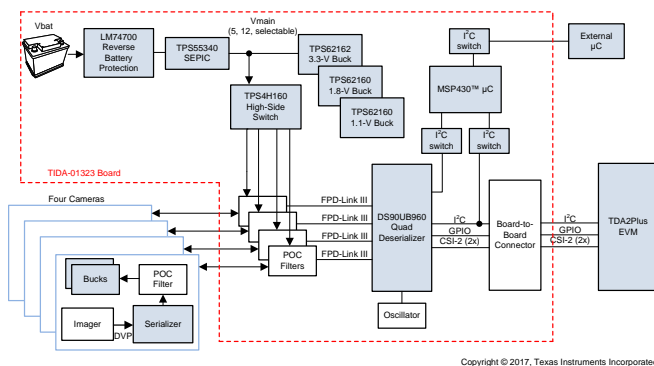 Vbat
LM74700
Reverse
Battery
Protection
TPS55340
SEPIC
Vmain
(5, 12, selectable)
TPS62162
3.3-V Buck
TPS62160
1.8-V Buck
TPS62160
1.1-V Buck
TPS4H160
High-Side
Switch
I²C
switch
External
µC
MSP430™ µC
I²C
switch
I²C
switch
TIDA-01323 Board
Four Cameras
FPD-Link III
FPD-Link III
FPD-Link III
FPD-Link III
POC
Filters
DS90UB960
Quad
Deserializer
I²C
GPIO
CSI-2 (2x)
Board-to-
Board
Connector
I²C
GPIO
CSI-2 (2x)
TDA2Plus
EVM
Bucks
POC
Filter
Imager
DVP
Serializer
Oscillator
Copyright © 2017, Texas Instruments Incorporated